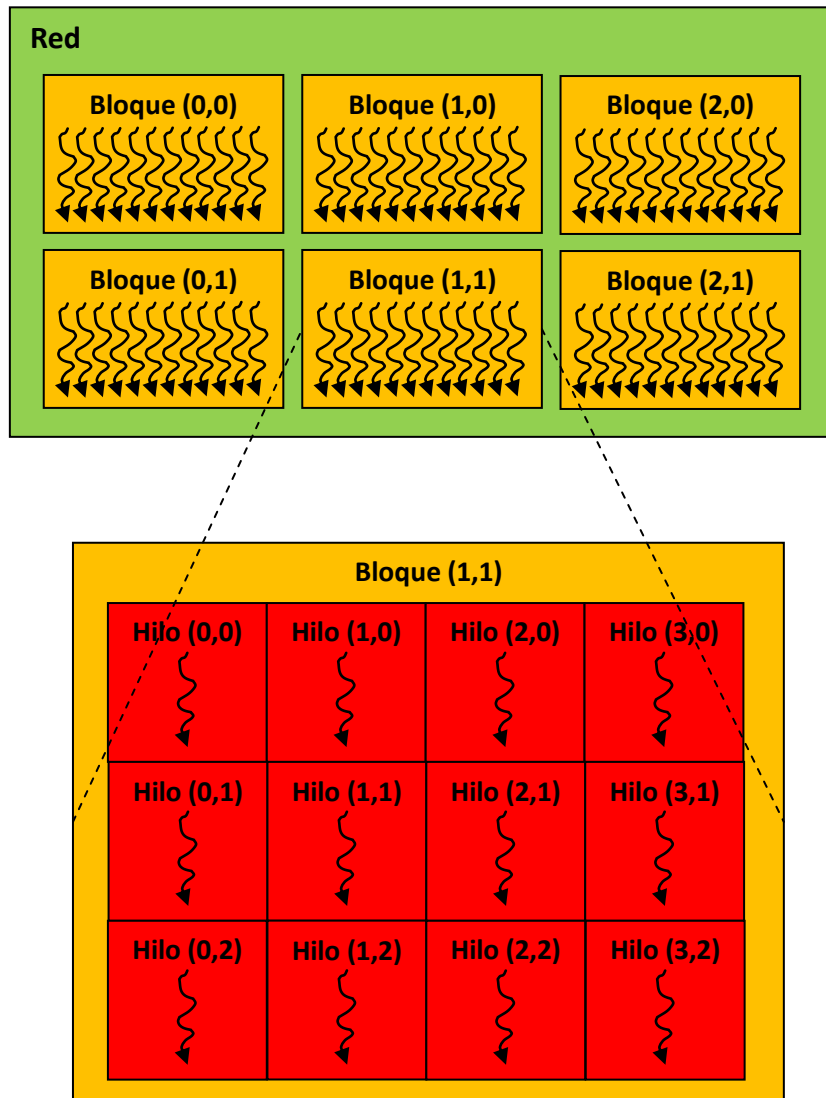 Red
Bloque (0,0) Bloque (1,0) Bloque (2,0)
Bloque (0,1) Bloque (1,1) Bloque (2,1)
Bloque (1,1)
Hilo (0,0) Hilo (1,0) Hilo (2,0) Hilo (3,0)
Hilo (0,1) Hilo (1,1) Hilo (2,1) Hilo (3,1)
Hilo (0,2) Hilo (1,2) Hilo (2,2) Hilo (3,2)